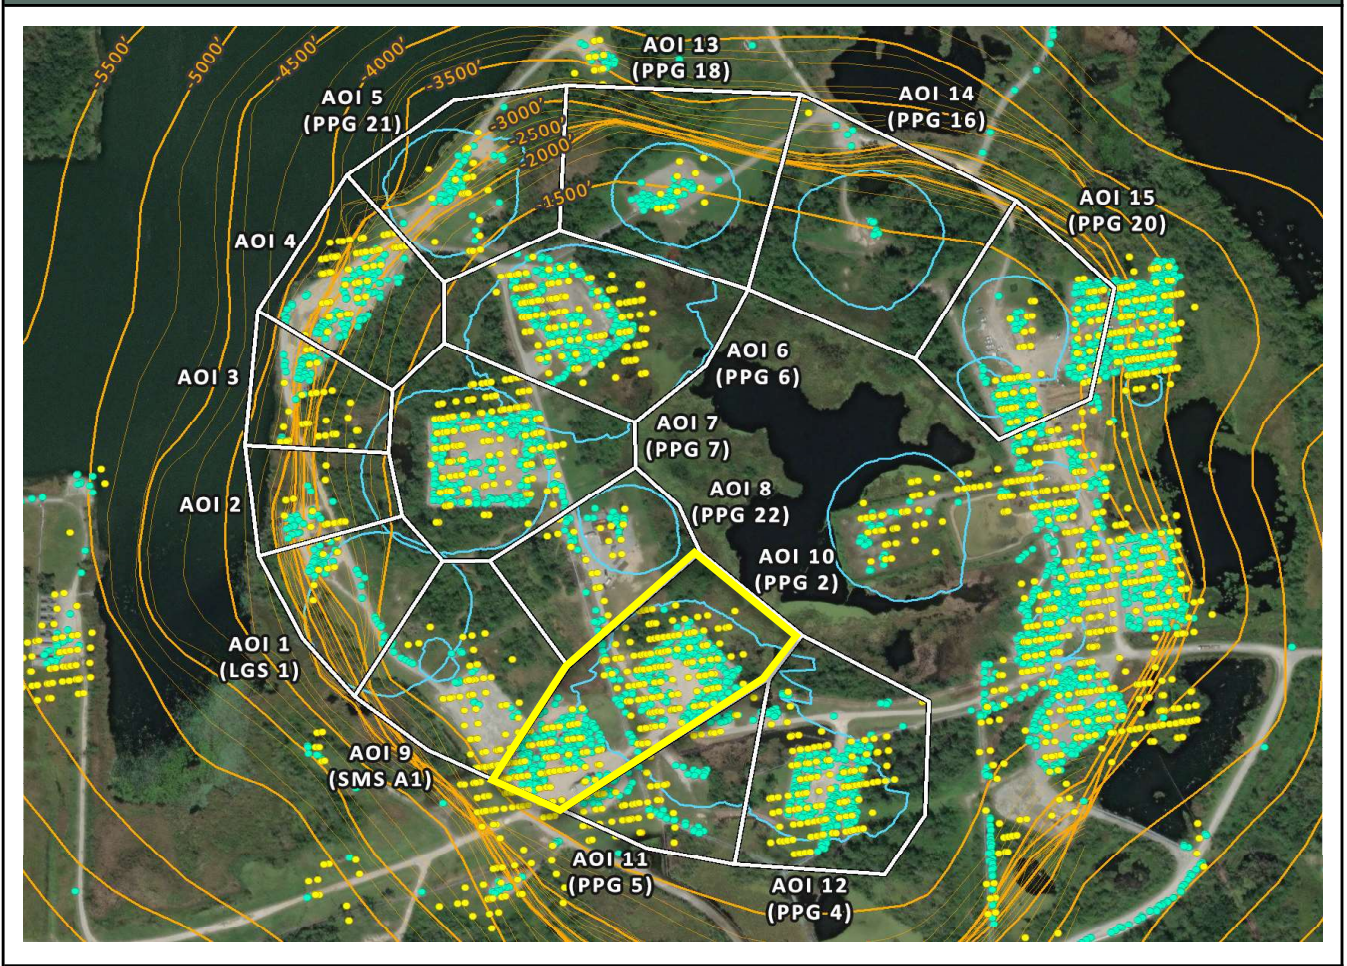 -5500'
-5000'
-4500'
-4000'
-3500'
-3000'
-2500'
-2000'
-1500'
AOI 13
(PPG 18)
AOI 5
(PPG 21)
AOI 14
(PPG 16)
AOI 15
(PPG 20)
AOI 4
AOI 3
AOI 6
(PPG 6)
AOI 7
(PPG 7)
AOI 2
AOI 8
(PPG 22)
AOI 10
(PPG 2)
AOI 1
(LGS 1)
AOI 9
(SMS A1)
AOI 11
(PPG 5)
AOI 12
(PPG 4)